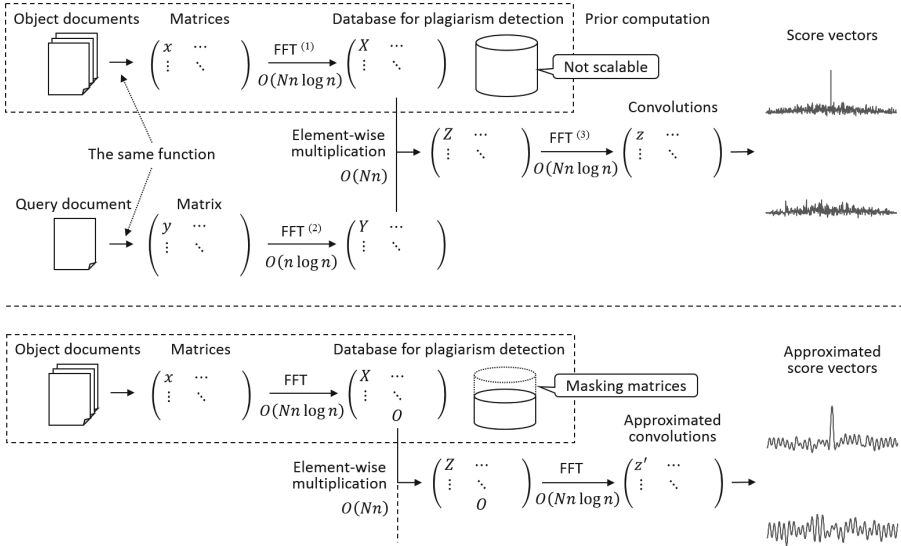 Object documents
Matrices
Database for plagiarism detection
Prior computation
Score vectors
x ⋯
⋮ ⋱
FFT (1)
O(Nn log n)
X ⋯
⋮ ⋱
Not scalable
Convolutions
Element-wise
multiplication
O(Nn)
Z ⋯
⋮ ⋱
FFT (3)
O(Nn log n)
z ⋯
⋮ ⋱
The same function
Query document
Matrix
y ⋯
⋮ ⋱
FFT (2)
O(n log n)
Y ⋯
⋮ ⋱
Object documents
Matrices
Database for plagiarism detection
Approximated
score vectors
x ⋯
⋮ ⋱
FFT
O(Nn log n)
X ⋯
⋮ ⋱
O
Masking matrices
Approximated
convolutions
Element-wise
multiplication
O(Nn)
Z ⋯
⋮ ⋱
O
FFT
O(Nn log n)
z′ ⋯
⋮ ⋱